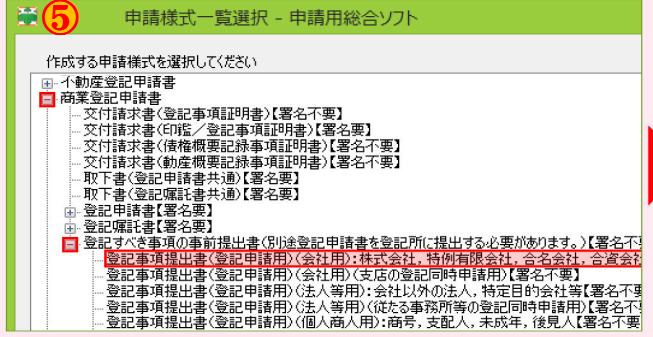 ⑤ 申請様式一覧選択 - 申請用総合ソフト
作成する申請様式を選択してください
不動産登記申請書
商業登記申請書
交付請求書(登記事項証明書)【署名不要】
交付請求書(印鑑／登記事項証明書)【署名要】
交付請求書(債権概要記録事項証明書)【署名不要】
交付請求書(動産概要記録事項証明書)【署名不要】
取下書(登記申請書共通)【署名要】
取下書(登記嘱託書共通)【署名要】
登記申請書【署名要】
登記嘱託書【署名要】
登記すべき事項の事前提出書(別途登記申請書を登記所に提出する必要があります。)【署名不
登記事項提出書(登記申請用)(会社用):株式会社, 特例有限会社, 合名会社, 合資会社
登記事項提出書(登記申請用)(会社用)(支店の登記同時申請用)【署名不要】
登記事項提出書(登記申請用)(法人等用):会社以外の法人, 特定目的会社等【署名不要
登記事項提出書(登記申請用)(法人等用)(従たる事務所等の登記同時申請用)【署名不
登記事項提出書(登記申請用)(個人商人用):商号, 支配人, 未成年, 後見人【署名不要